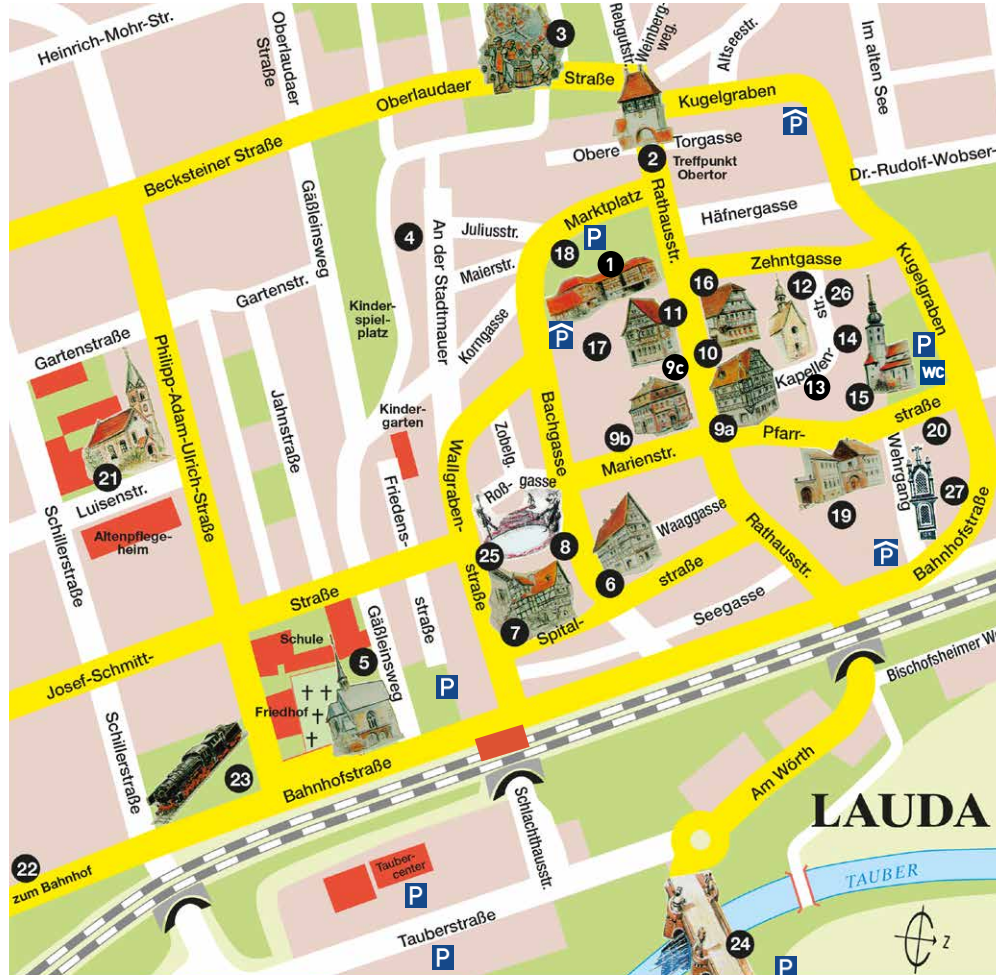 Heinrich-Mohr-Str.
Oberlaudaer
Straße
3
Rebgutstr.
Weinberg-
weg.
Altseestr.
Im alten See
Oberlaudaer
Straße
Kugelgraben
P
Becksteiner Straße
Obere
Torgasse
2
Treffpunkt
Obertor
Dr.-Rudolf-Wobser-
Gäßleinsweg
4
An der Stadtmauer
Juliusstr.
Marktplatz
Rathausstr.
Häfnergasse
P
18
1
Maierstr.
Zehntgasse
Kugelgraben
Gartenstr.
16
12
26
Kapellen-
str.
Kinder-
spiel-
platz
Korngasse
11
P
17
10
14
P
WC
Gartenstraße
Philipp-Adam-Ulrich-Straße
9c
13
15
Jahnstraße
Kinder-
garten
Bachgasse
9b
9a
Pfarr-
straße
20
Zobelg.
Wallgraben-
straße
Marienstr.
Wehrgang
21
Luisenstr.
Roß-
gasse
27
Altenpflege-
heim
Friedens-
straße
Waaggasse
19
Schillerstraße
25
8
Rathausstr.
P
Bahnhofstraße
6
Josef-Schmitt-
Straße
7
Spital-
straße
Seegasse
Schule
5
Gäßleinsweg
P
Friedhof
Bischofsheimer W
Schillerstraße
23
Bahnhofstraße
Am Wörth
Schlachthausstr.
LAUDA
22
zum Bahnhof
Tauber-
center
P
TAUBER
Tauberstraße
P
24
P
Z